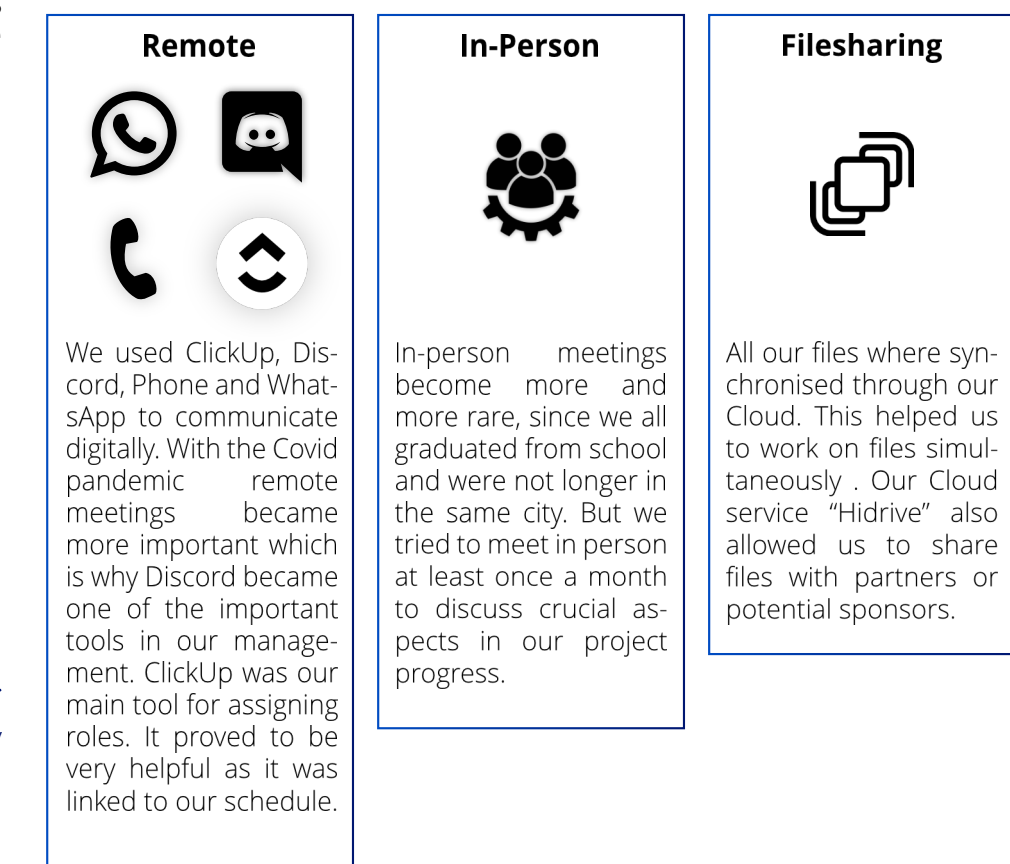 Remote
We used ClickUp, Dis-
cord, Phone and What-
sApp to communicate
digitally. With the Covid
pandemic remote
meetings became
more important which
is why Discord became
one of the important
tools in our manage-
ment. ClickUp was our
main tool for assigning
roles. It proved to be
very helpful as it was
linked to our schedule.
In-Person
In-person meetings
become more and
more rare, since we all
graduated from school
and were not longer in
the same city. But we
tried to meet in person
at least once a month
to discuss crucial as-
pects in our project
progress.
Filesharing
All our files where syn-
chronised through our
Cloud. This helped us
to work on files simul-
taneously . Our Cloud
service “Hidrive” also
allowed us to share
files with partners or
potential sponsors.